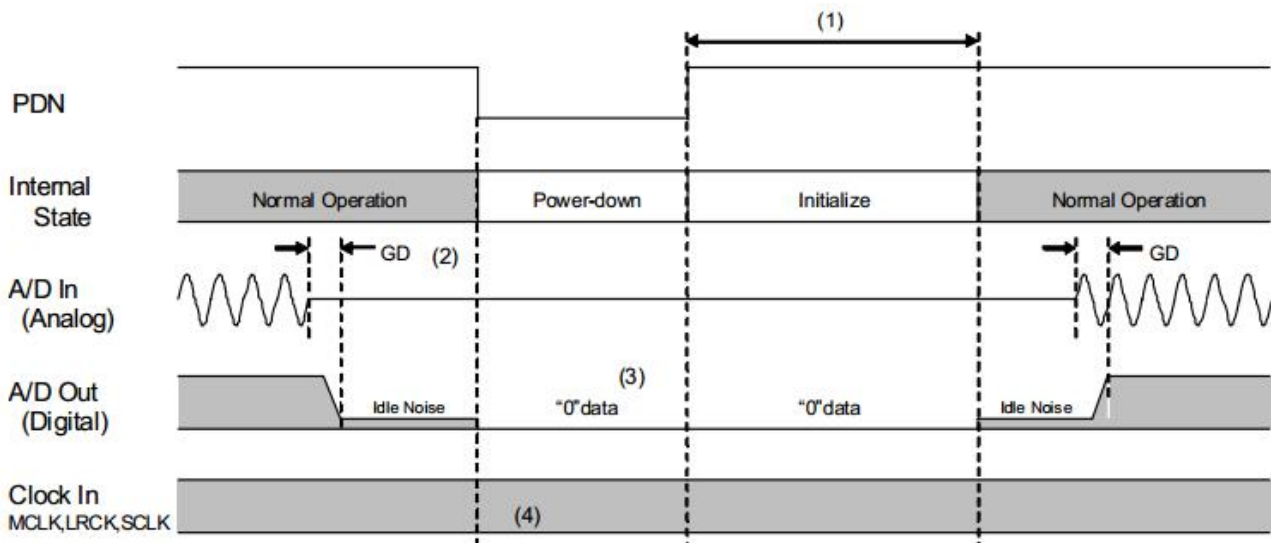 (1)
PDN
Internal
State
Normal Operation
Power-down
Initialize
Normal Operation
GD
(2)
GD
A/D In
(Analog)
A/D Out
(Digital)
Idle Noise
(3)
“0”data
“0”data
Idle Noise
Clock In
MCLK,LRCK,SCLK
(4)